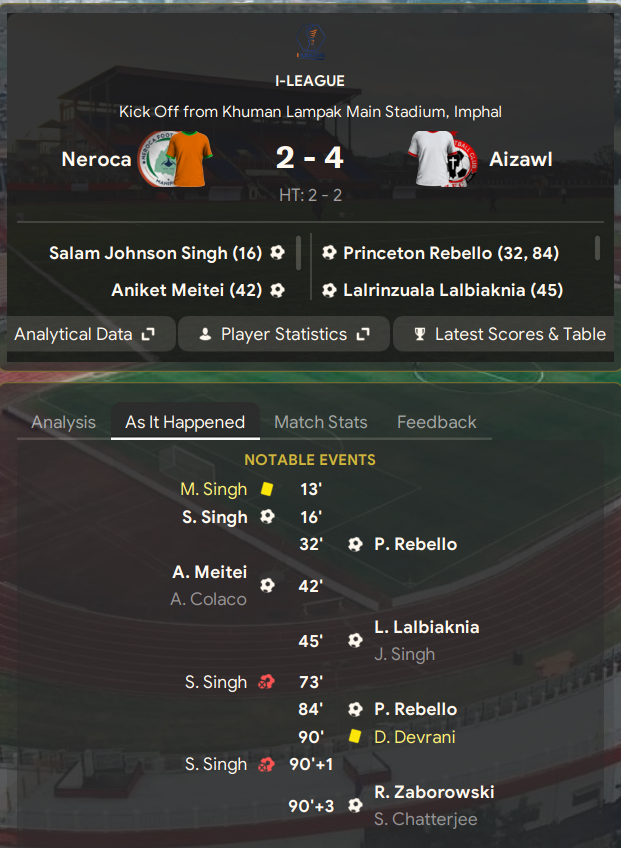 I-LEAGUE
Kick Off from Khuman Lampak Main Stadium, Imphal
Neroca 2 - 4 Aizawl
HT: 2 - 2
Salam Johnson Singh (16) Princeton Rebello (32, 84)
Aniket Meitei (42) Lalrinzuala Lalbiaknia (45)
Analytical Data Player Statistics Latest Scores & Table
Analysis As It Happened Match Stats Feedback
NOTABLE EVENTS
M. Singh 13'
S. Singh 16'
32' P. Rebello
A. Meitei
42'
A. Colaco
L. Lalbiaknia
45'
J. Singh
S. Singh 73'
84' P. Rebello
90' D. Devrani
S. Singh 90'+1
R. Zaborowski
90'+3
S. Chatterjee